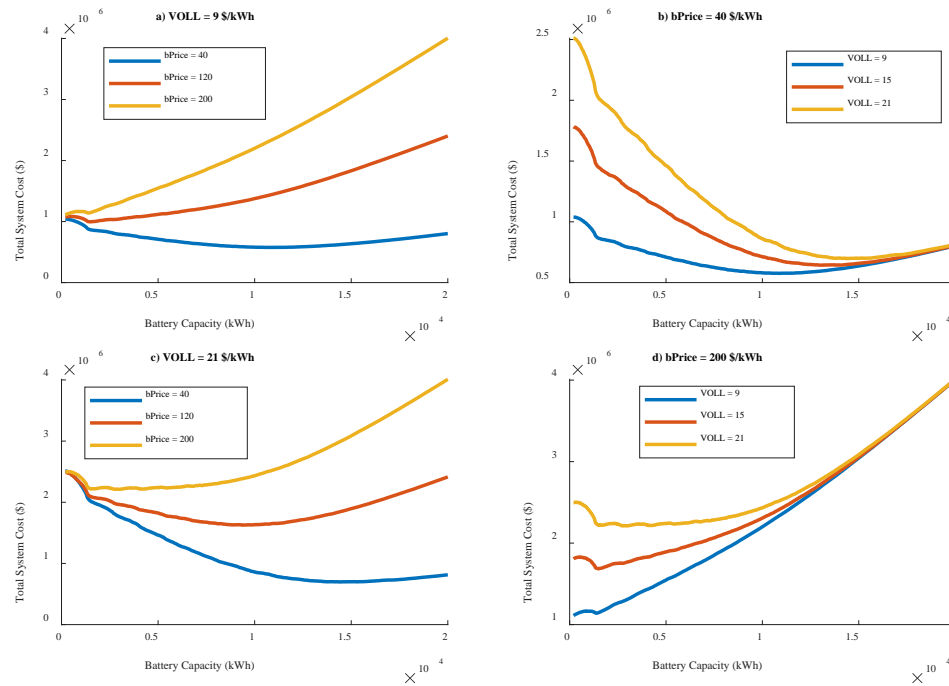 a) VOLL = 9 $/kWh
× 10 6
4
3
2
1
0
Total System Cost ($)
bPrice = 40
bPrice = 120
bPrice = 200
0 0.5 1 1.5 2
Battery Capacity (kWh)
× 10 4
b) bPrice = 40 $/kWh
× 10 6
2.5
2
1.5
1
0.5
Total System Cost ($)
VOLL = 9
VOLL = 15
VOLL = 21
0 0.5 1 1.5
Battery Capacity (kWh)
× 10 4
c) VOLL = 21 $/kWh
× 10 6
4
3
2
1
0
Total System Cost ($)
bPrice = 40
bPrice = 120
bPrice = 200
0 0.5 1 1.5 2
Battery Capacity (kWh)
× 10 4
d) bPrice = 200 $/kWh
× 10 6
4
3
2
1
Total System Cost ($)
VOLL = 9
VOLL = 15
VOLL = 21
0 0.5 1 1.5
Battery Capacity (kWh)
× 10 4